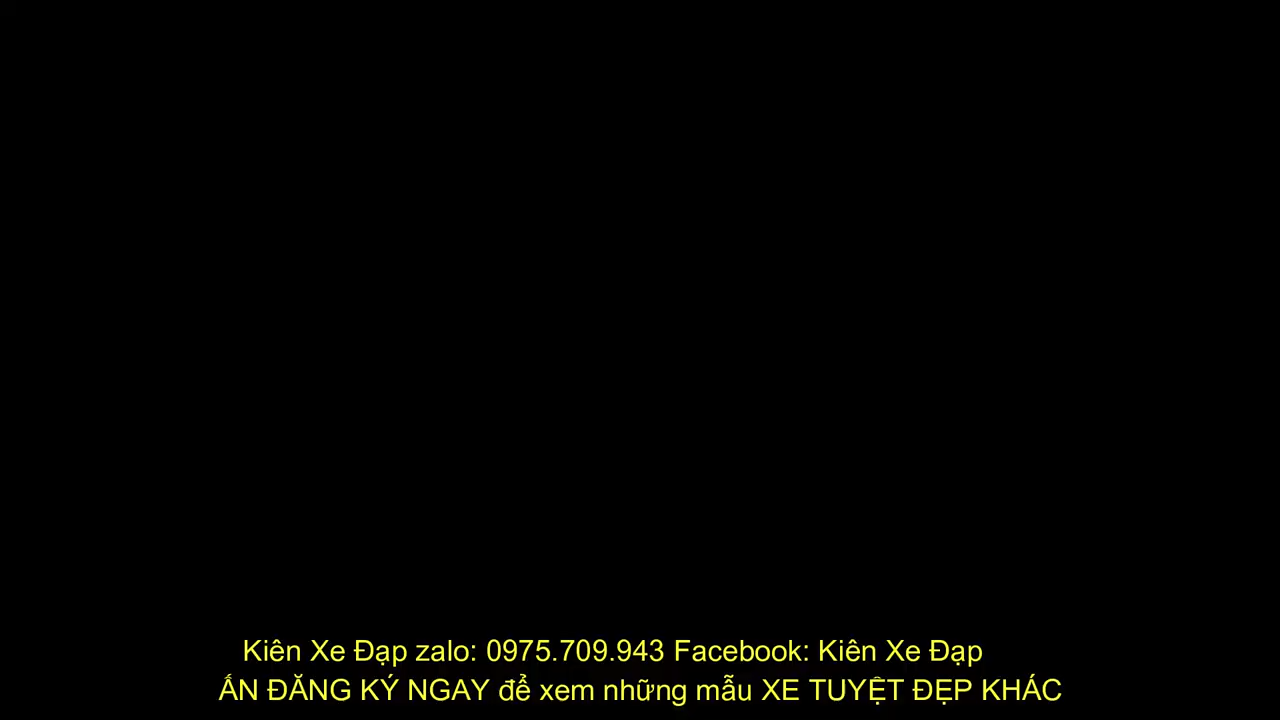 Kiên Xe Đạp zalo: 0975.709.943 Facebook: Kiên Xe Đạp
ẤN ĐĂNG KÝ NGAY để xem những mẫu XE TUYỆT ĐẸP KHÁC